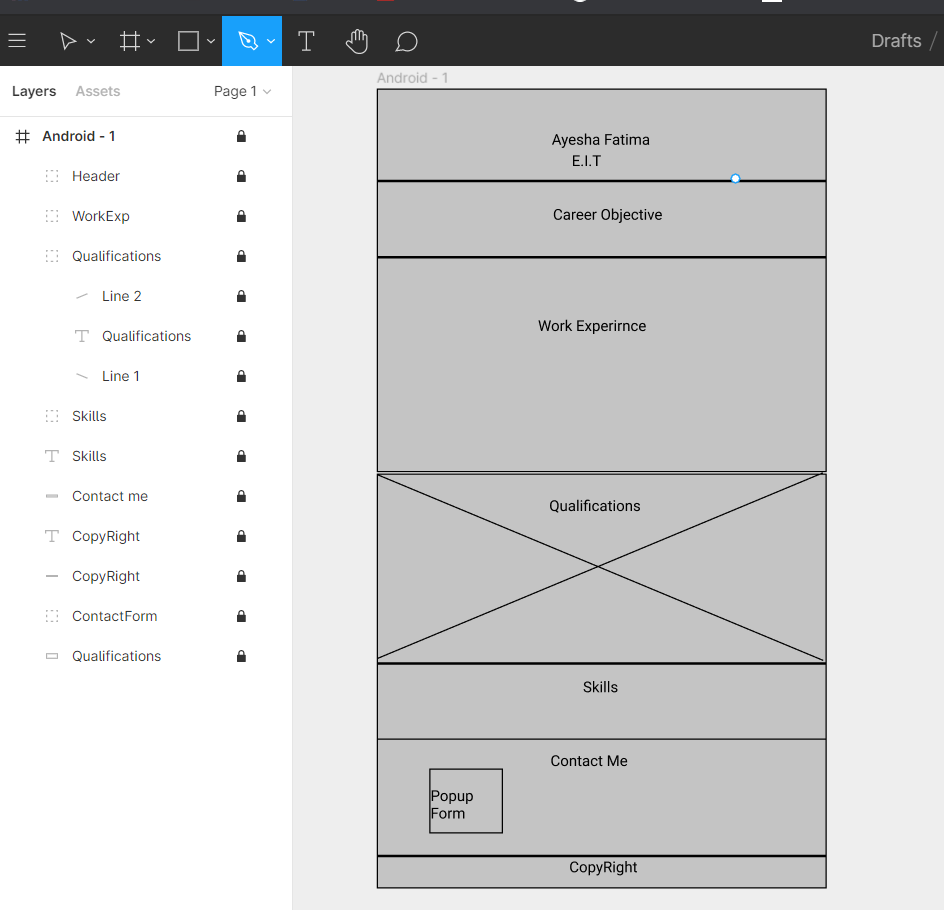 Drafts /
Layers Assets Page 1
Android - 1
Header
WorkExp
Qualifications
Line 2
Qualifications
Line 1
Skills
Skills
Contact me
CopyRight
CopyRight
ContactForm
Qualifications
Android - 1
Ayesha Fatima
E.I.T
Career Objective
Work Experirnce
Qualifications
Skills
Contact Me
Popup
Form
CopyRight